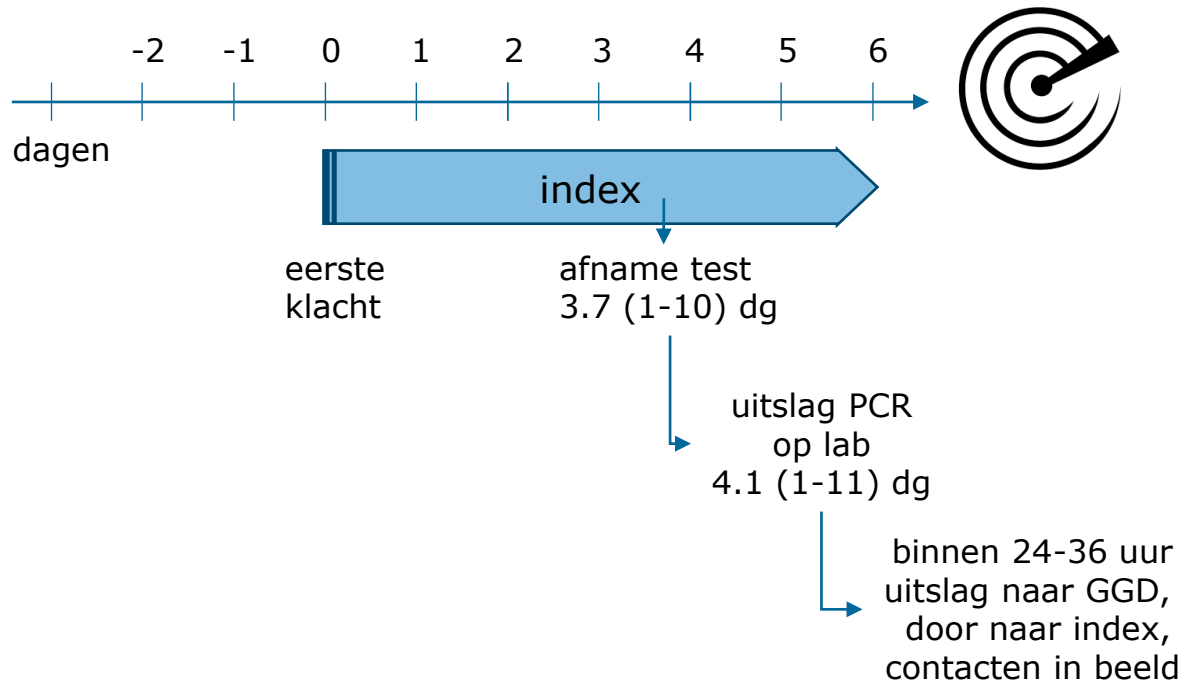 -2 -1 0 1 2 3 4 5 6
dagen
index
eerste
klacht
afname test
3.7 (1-10) dg
uitslag PCR
op lab
4.1 (1-11) dg
binnen 24-36 uur
uitslag naar GGD,
door naar index,
contacten in beeld